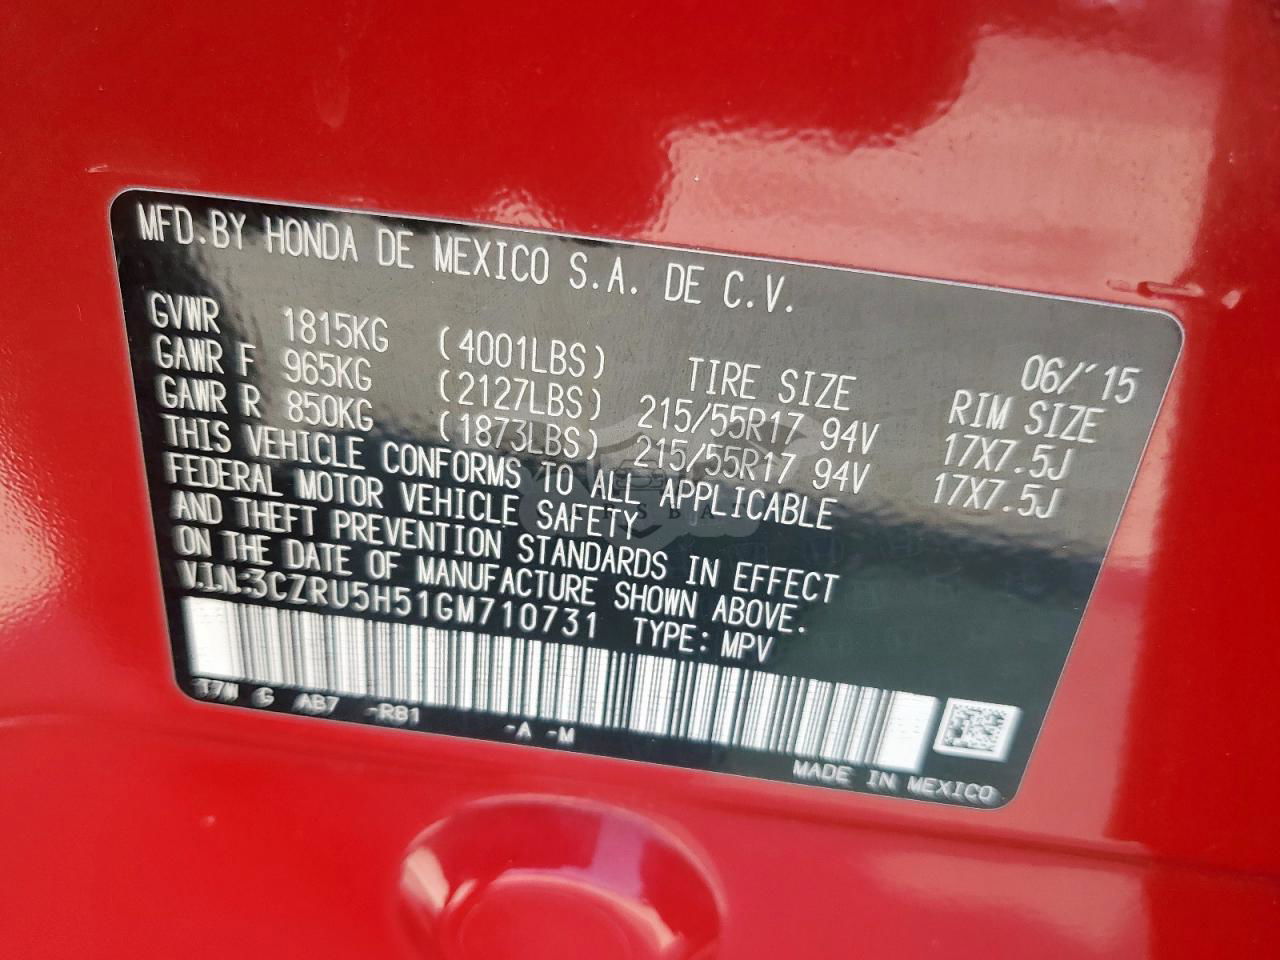 MFD.BY HONDA DE MEXICO S.A. DE C.V.
06/'15
GVWR 1815KG (4001LBS) TIRE SIZE RIM SIZE
GAWR F 965KG (2127LBS) 215/55R17 94V 17X7.5J
GAWR R 850KG (1873LBS) 215/55R17 94V 17X7.5J
THIS VEHICLE CONFORMS TO ALL APPLICABLE
FEDERAL MOTOR VEHICLE SAFETY
AND THEFT PREVENTION STANDARDS IN EFFECT
ON THE DATE OF MANUFACTURE SHOWN ABOVE.
V.I.N:3CZRU5H51GM710731 TYPE: MPV
T7W G AB7 -R81 -A -M
MADE IN MEXICO